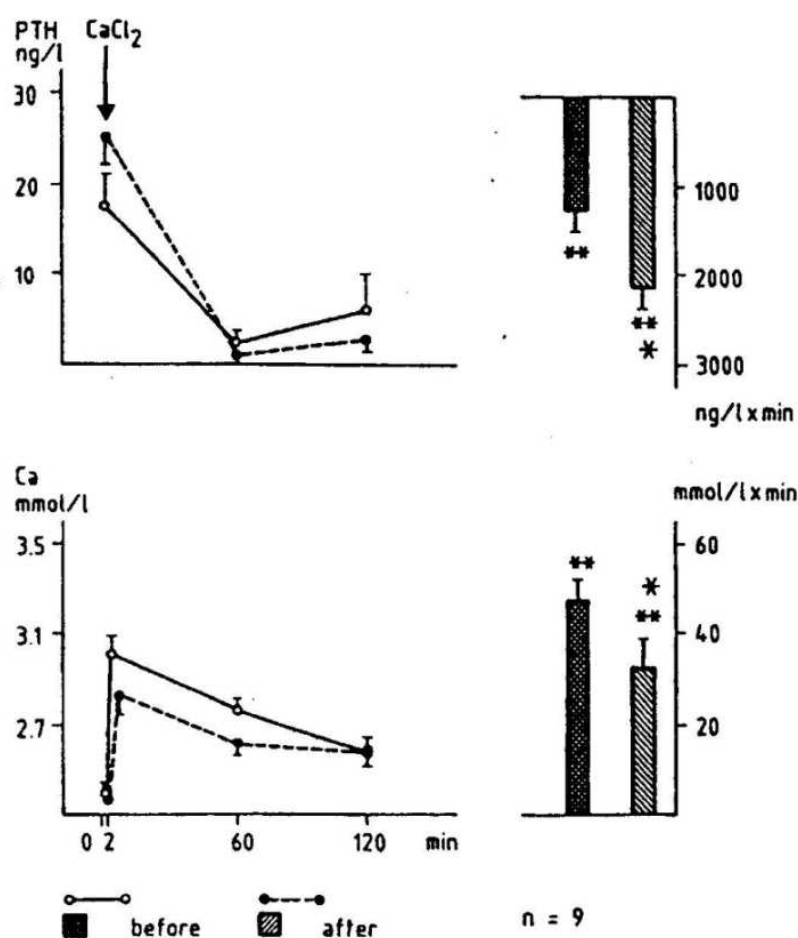 PTH CaCl₂
ng/l
30
20
10
1000
2000
3000
**
**
*
ng/l x min
Ca
mmol/l
3.5
3.1
2.7
mmol/l x min
60
40
20
**
*
**
0 2 60 120 min
before after n = 9